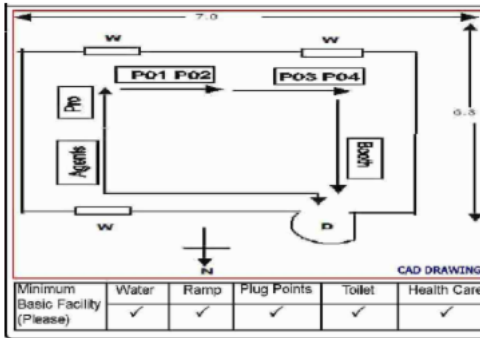 7.0
W
W
P01 P02
P03 P04
Pro
Agents
Booth
W
D
N
CAD DRAWING
Minimum Basic Facility (Please)
Water
Ramp
Plug Points
Toilet
Health Care
✓ ✓ ✓ ✓ ✓